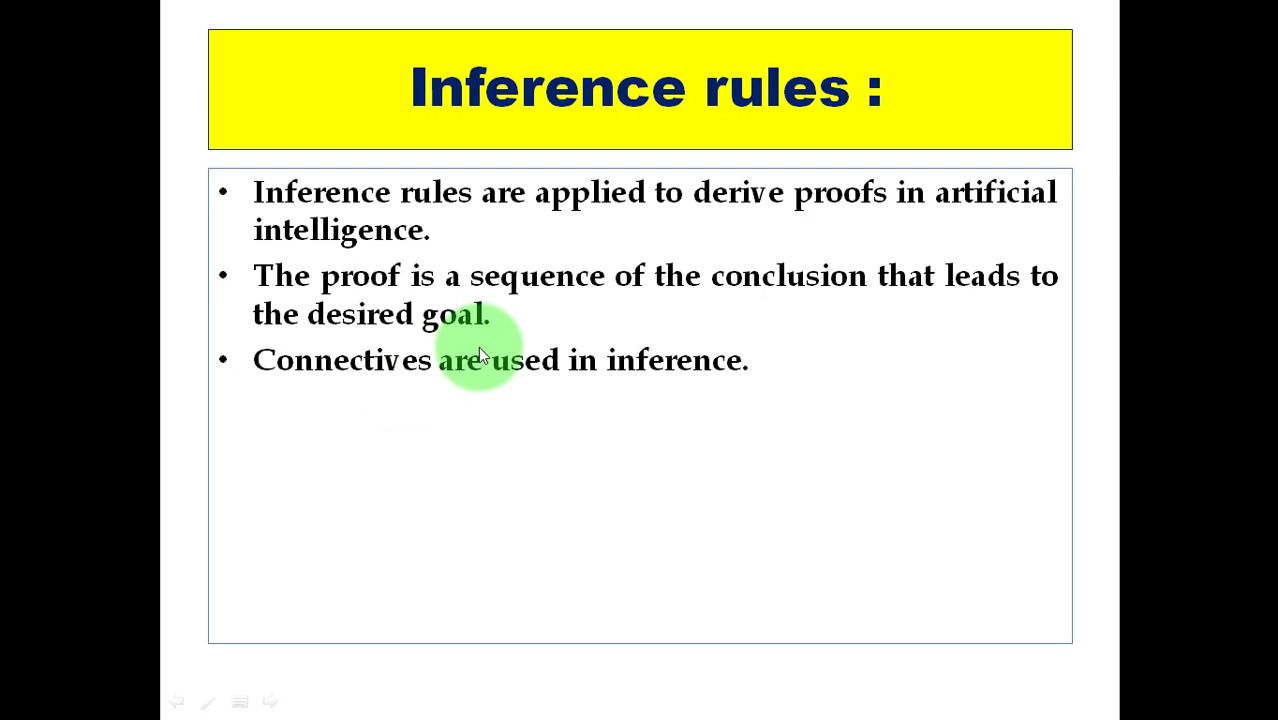 Inference rules :
• Inference rules are applied to derive proofs in artificial
intelligence.
• The proof is a sequence of the conclusion that leads to
the desired goal.
• Connectives are used in inference.